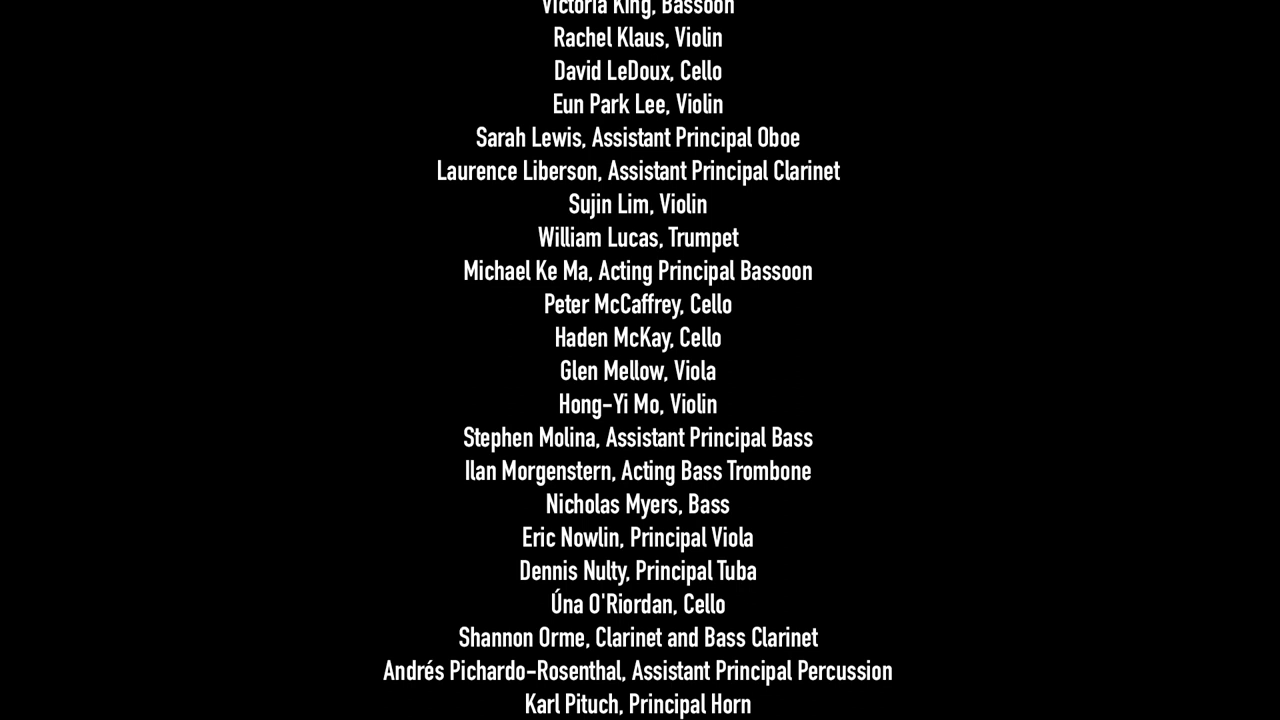 Victoria King, Bassoon
Rachel Klaus, Violin
David LeDoux, Cello
Eun Park Lee, Violin
Sarah Lewis, Assistant Principal Oboe
Laurence Liberson, Assistant Principal Clarinet
Sujin Lim, Violin
William Lucas, Trumpet
Michael Ke Ma, Acting Principal Bassoon
Peter McCaffrey, Cello
Haden McKay, Cello
Glen Mellow, Viola
Hong-Yi Mo, Violin
Stephen Molina, Assistant Principal Bass
Ilan Morgenstern, Acting Bass Trombone
Nicholas Myers, Bass
Eric Nowlin, Principal Viola
Dennis Nulty, Principal Tuba
Úna O'Riordan, Cello
Shannon Orme, Clarinet and Bass Clarinet
Andrés Pichardo-Rosenthal, Assistant Principal Percussion
Karl Pituch, Principal Horn